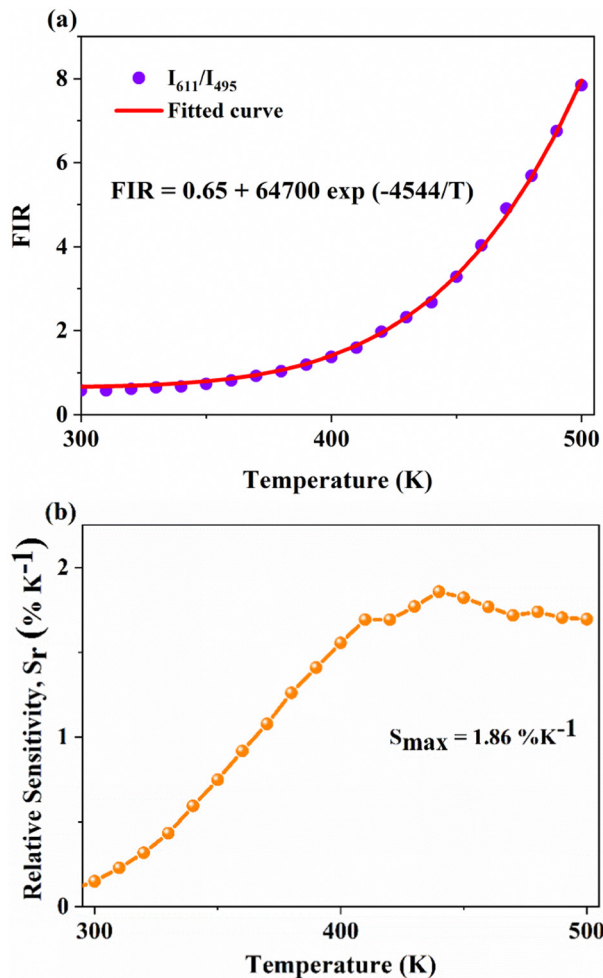 (a)
8
6
4
2
0
FIR
I₆₁₁/I₄₉₅
Fitted curve
FIR = 0.65 + 64700 exp (-4544/T)
300
400
500
Temperature (K)
(b)
2
1
0
Relative Sensitivity, Sr (% K⁻¹)
Smax = 1.86 %K⁻¹
300
400
500
Temperature (K)